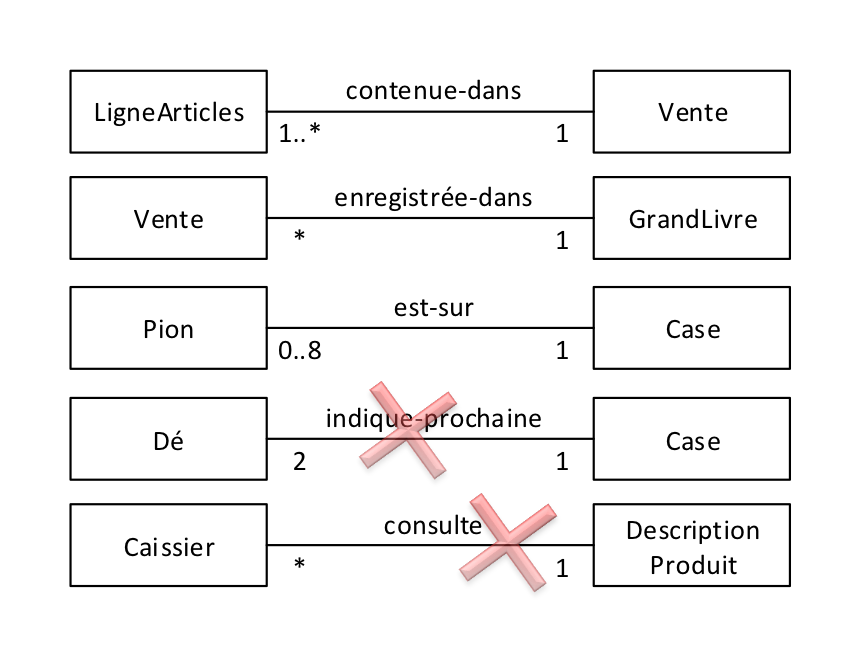 contenue-dans
LigneArticles
Vente
1..*
1
enregistrée-dans
Vente
GrandLivre
*
1
est-sur
Pion
Case
0..8
1
indique-prochaine
Dé
Case
2
1
consulte
Caissier
Description
Produit
*
1